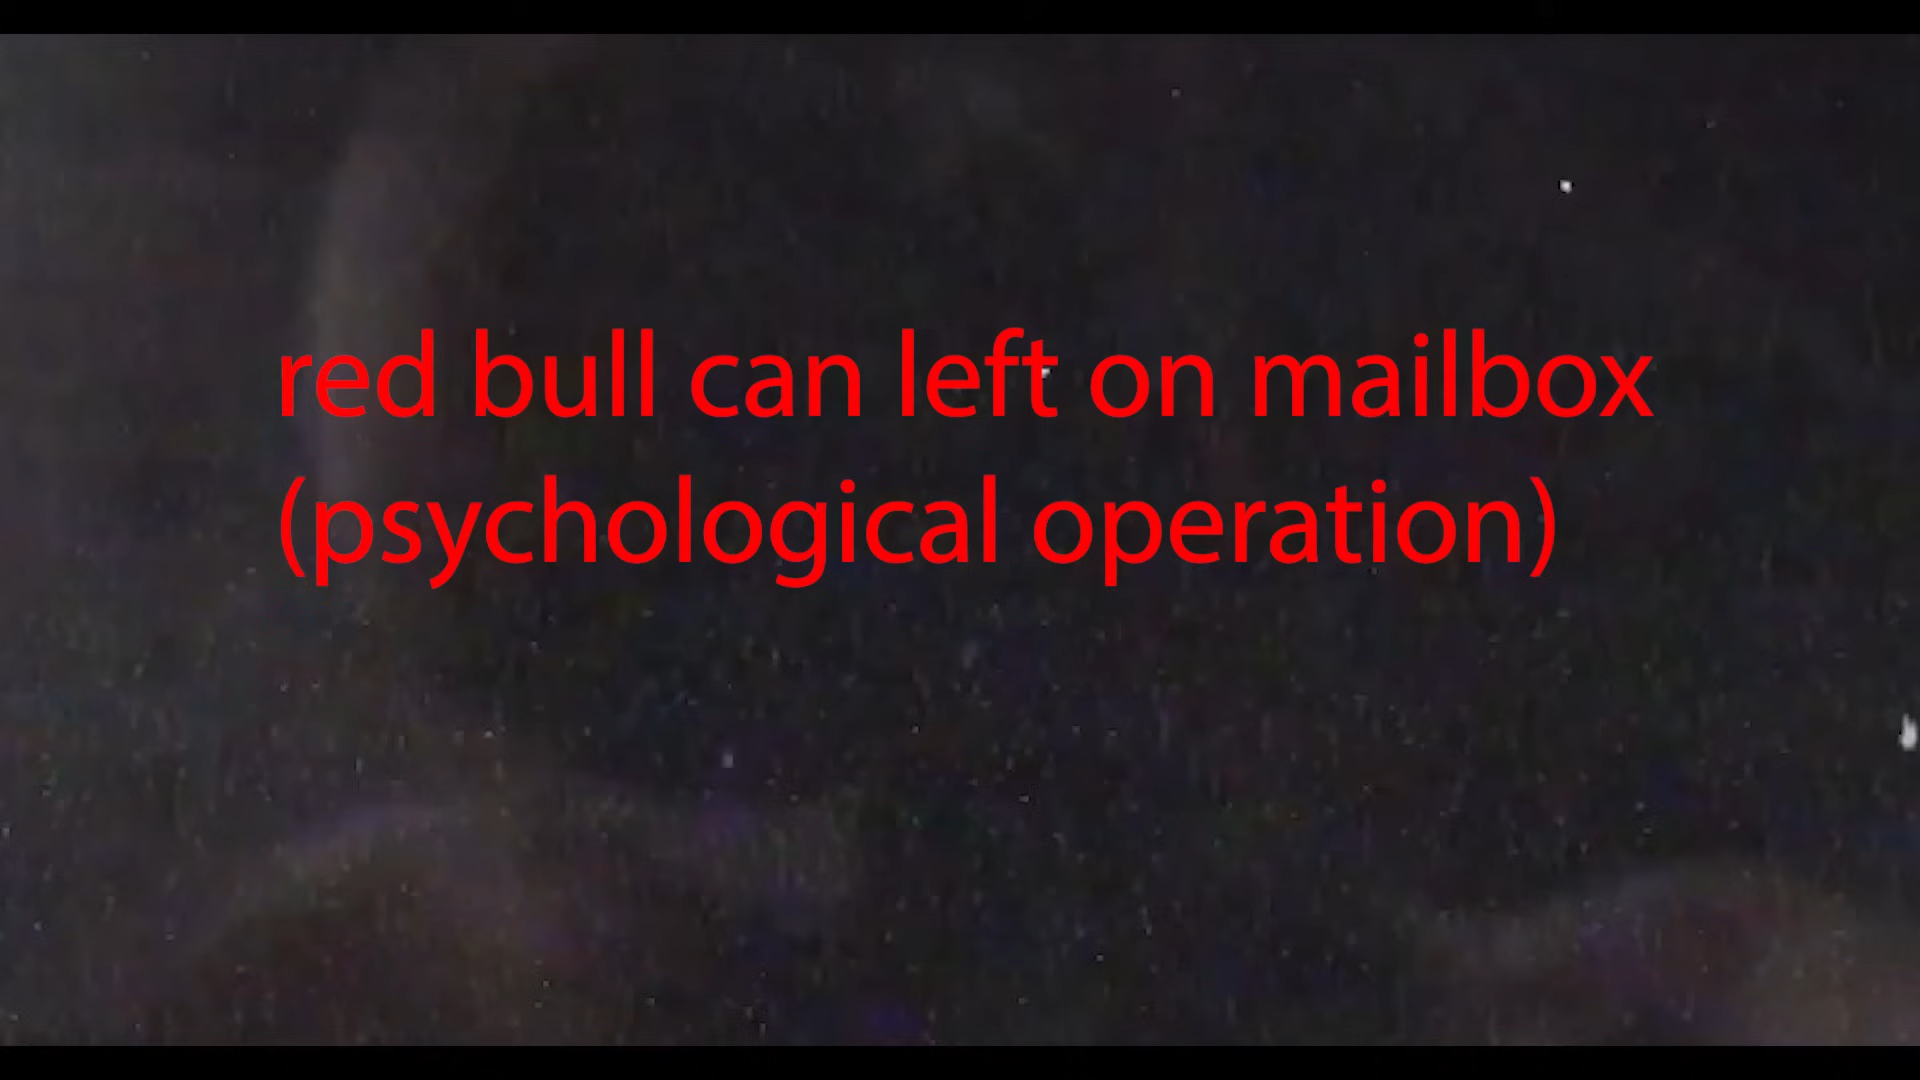 red bull can left on mailbox
(psychological operation)